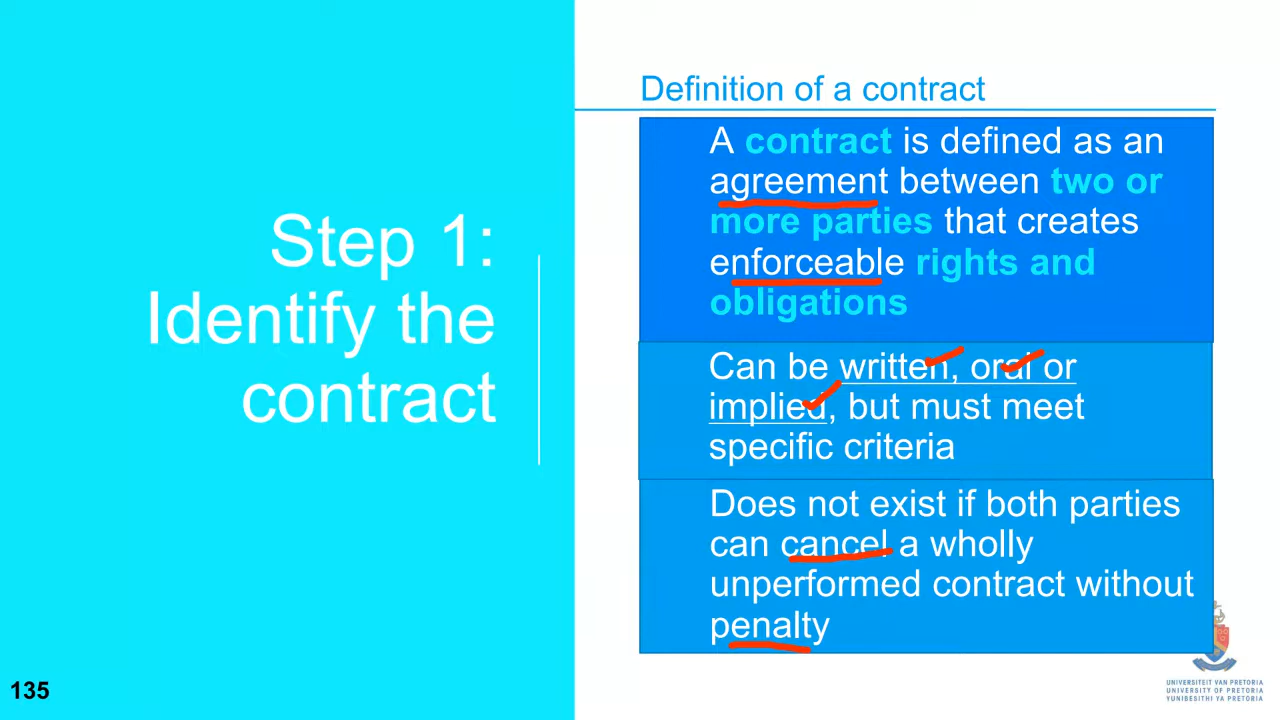 Step 1:
Identify the
contract
Definition of a contract
A contract is defined as an
agreement between two or
more parties that creates
enforceable rights and
obligations
Can be written, oral or
implied, but must meet
specific criteria
Does not exist if both parties
can cancel a wholly
unperformed contract without
penalty
135
UNIVERSITEIT VAN PRETORIA
UNIVERSITY OF PRETORIA
YUNIBESITHI YA PRETORIA